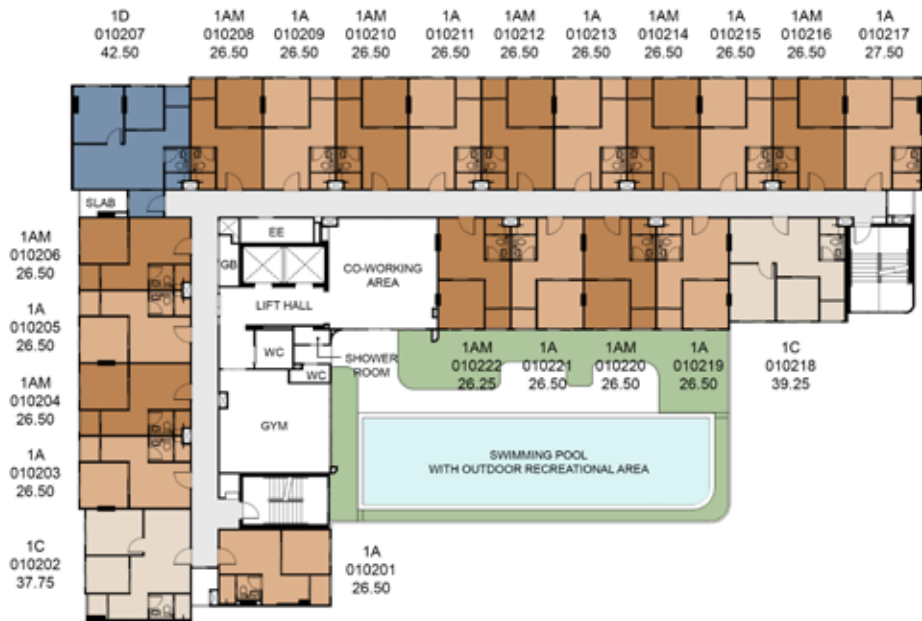 1D
010207
42.50
1AM
010208
26.50
1A
010209
26.50
1AM
010210
26.50
1A
010211
26.50
1AM
010212
26.50
1A
010213
26.50
1AM
010214
26.50
1A
010215
26.50
1AM
010216
26.50
1A
010217
27.50
SLAB
1AM
010206
26.50
1A
010205
26.50
1AM
010204
26.50
1A
010203
26.50
1C
010202
37.75
EE
GB
LIFT HALL
CO-WORKING
AREA
WC
SHOWER
ROOM
WC
GYM
1AM
010222
26.25
1A
010221
26.50
1AM
010220
26.50
1A
010219
26.50
1C
010218
39.25
SWIMMING POOL
WITH OUTDOOR RECREATIONAL AREA
1A
010201
26.50